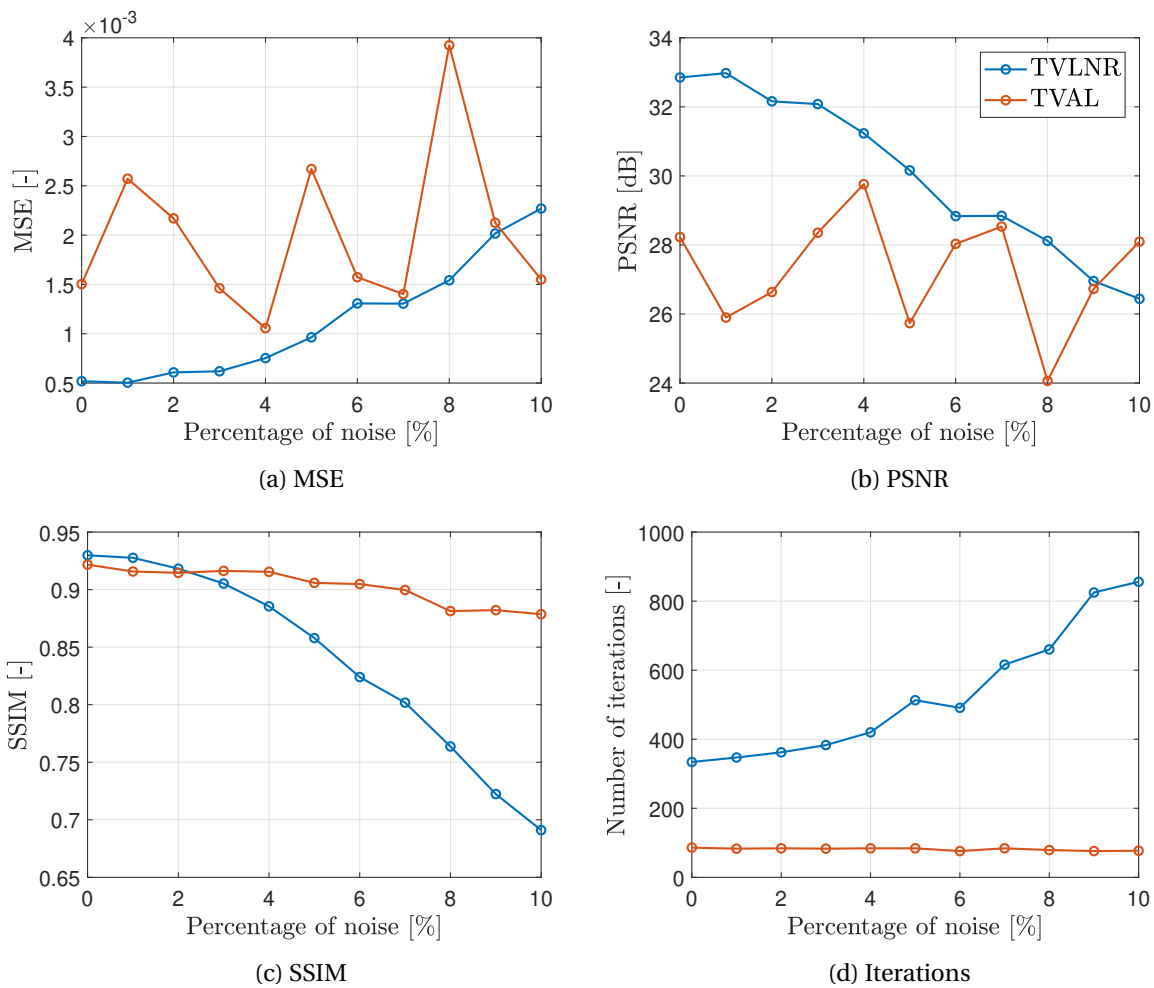 ×10⁻³
4
3.5
3
2.5
2
1.5
1
0.5
MSE [-]
0 2 4 6 8 10
Percentage of noise [%]
(a) MSE
34
32
30
28
26
24
PSNR [dB]
TVLNR
TVAL
0 2 4 6 8 10
Percentage of noise [%]
(b) PSNR
0.95
0.9
0.85
0.8
0.75
0.7
0.65
SSIM [-]
0 2 4 6 8 10
Percentage of noise [%]
(c) SSIM
1000
800
600
400
200
0
Number of iterations [-]
0 2 4 6 8 10
Percentage of noise [%]
(d) Iterations